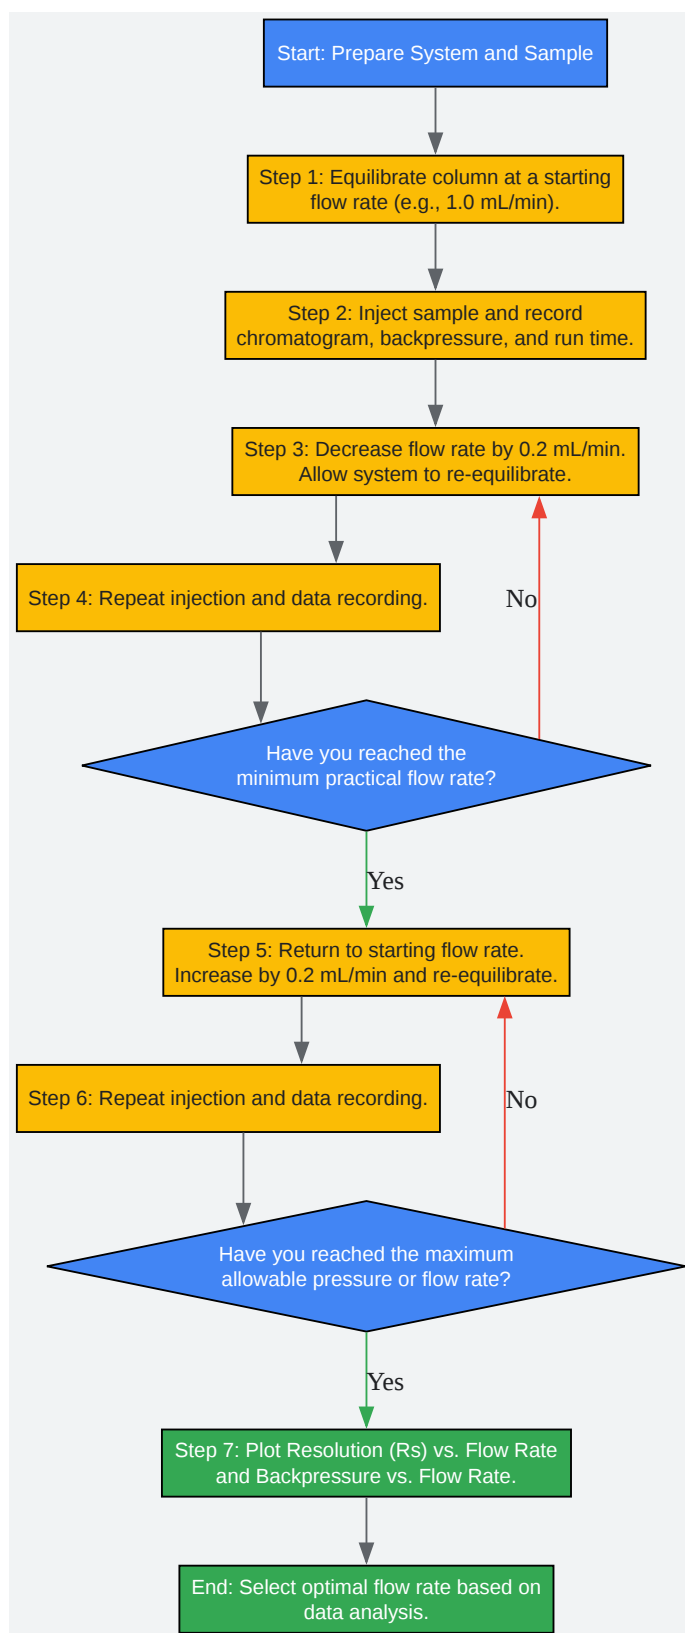 Start: Prepare System and Sample
Step 1: Equilibrate column at a starting
flow rate (e.g., 1.0 mL/min).
Step 2: Inject sample and record
chromatogram, backpressure, and run time.
Step 3: Decrease flow rate by 0.2 mL/min.
Allow system to re-equilibrate.
Step 4: Repeat injection and data recording.
No
Have you reached the
minimum practical flow rate?
Yes
Step 5: Return to starting flow rate.
Increase by 0.2 mL/min and re-equilibrate.
Step 6: Repeat injection and data recording.
No
Have you reached the maximum
allowable pressure or flow rate?
Yes
Step 7: Plot Resolution (Rs) vs. Flow Rate
and Backpressure vs. Flow Rate.
End: Select optimal flow rate based on
data analysis.